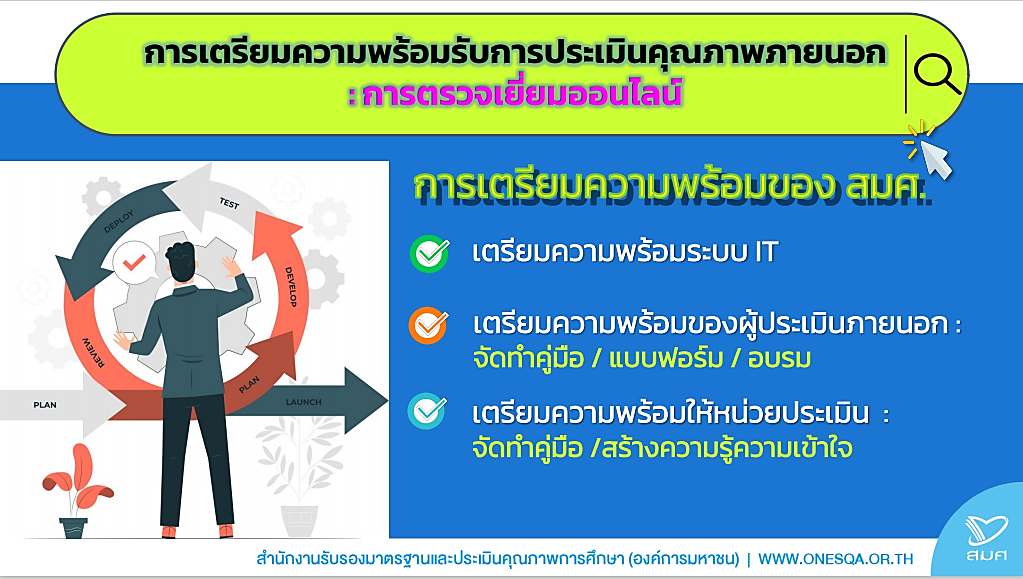 การเตรียมความพร้อมรับการประเมินคุณภาพภายนอก
: การตรวจเยี่ยมออนไลน์
การเตรียมความพร้อมของ สมศ.
เตรียมความพร้อมระบบ IT
เตรียมความพร้อมของผู้ประเมินภายนอก :
จัดทำคู่มือ / แบบฟอร์ม / อบรม
เตรียมความพร้อมให้หน่วยประเมิน :
จัดทำคู่มือ /สร้างความรู้ความเข้าใจ
DEPLOY
TEST
DEVELOP
REVIEW
PLAN
PLAN
LAUNCH
สำนักงานรับรองมาตรฐานและประเมินคุณภาพการศึกษา (องค์การมหาชน) | WWW.ONESQA.OR.TH
สมศ